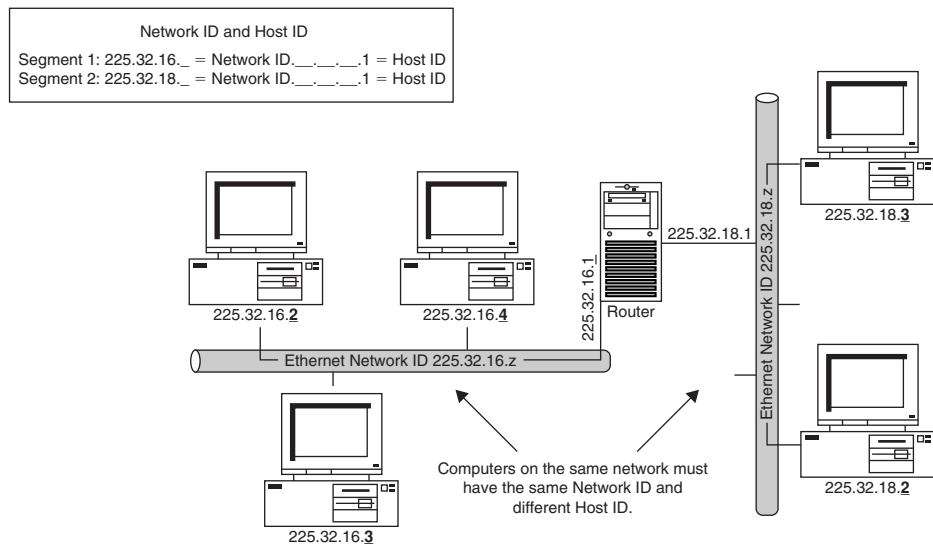 Network ID and Host ID
Segment 1: 225.32.16._ = Network ID.__.__.__.1 = Host ID
Segment 2: 225.32.18._ = Network ID.__.__.__.1 = Host ID
225.32.16.2
225.32.16.4
225.32.16.1
Router
225.32.18.1
Ethernet Network ID 225.32.18.z
225.32.18.3
Ethernet Network ID 225.32.16.z
225.32.16.3
Computers on the same network must
have the same Network ID and
different Host ID.
225.32.18.2